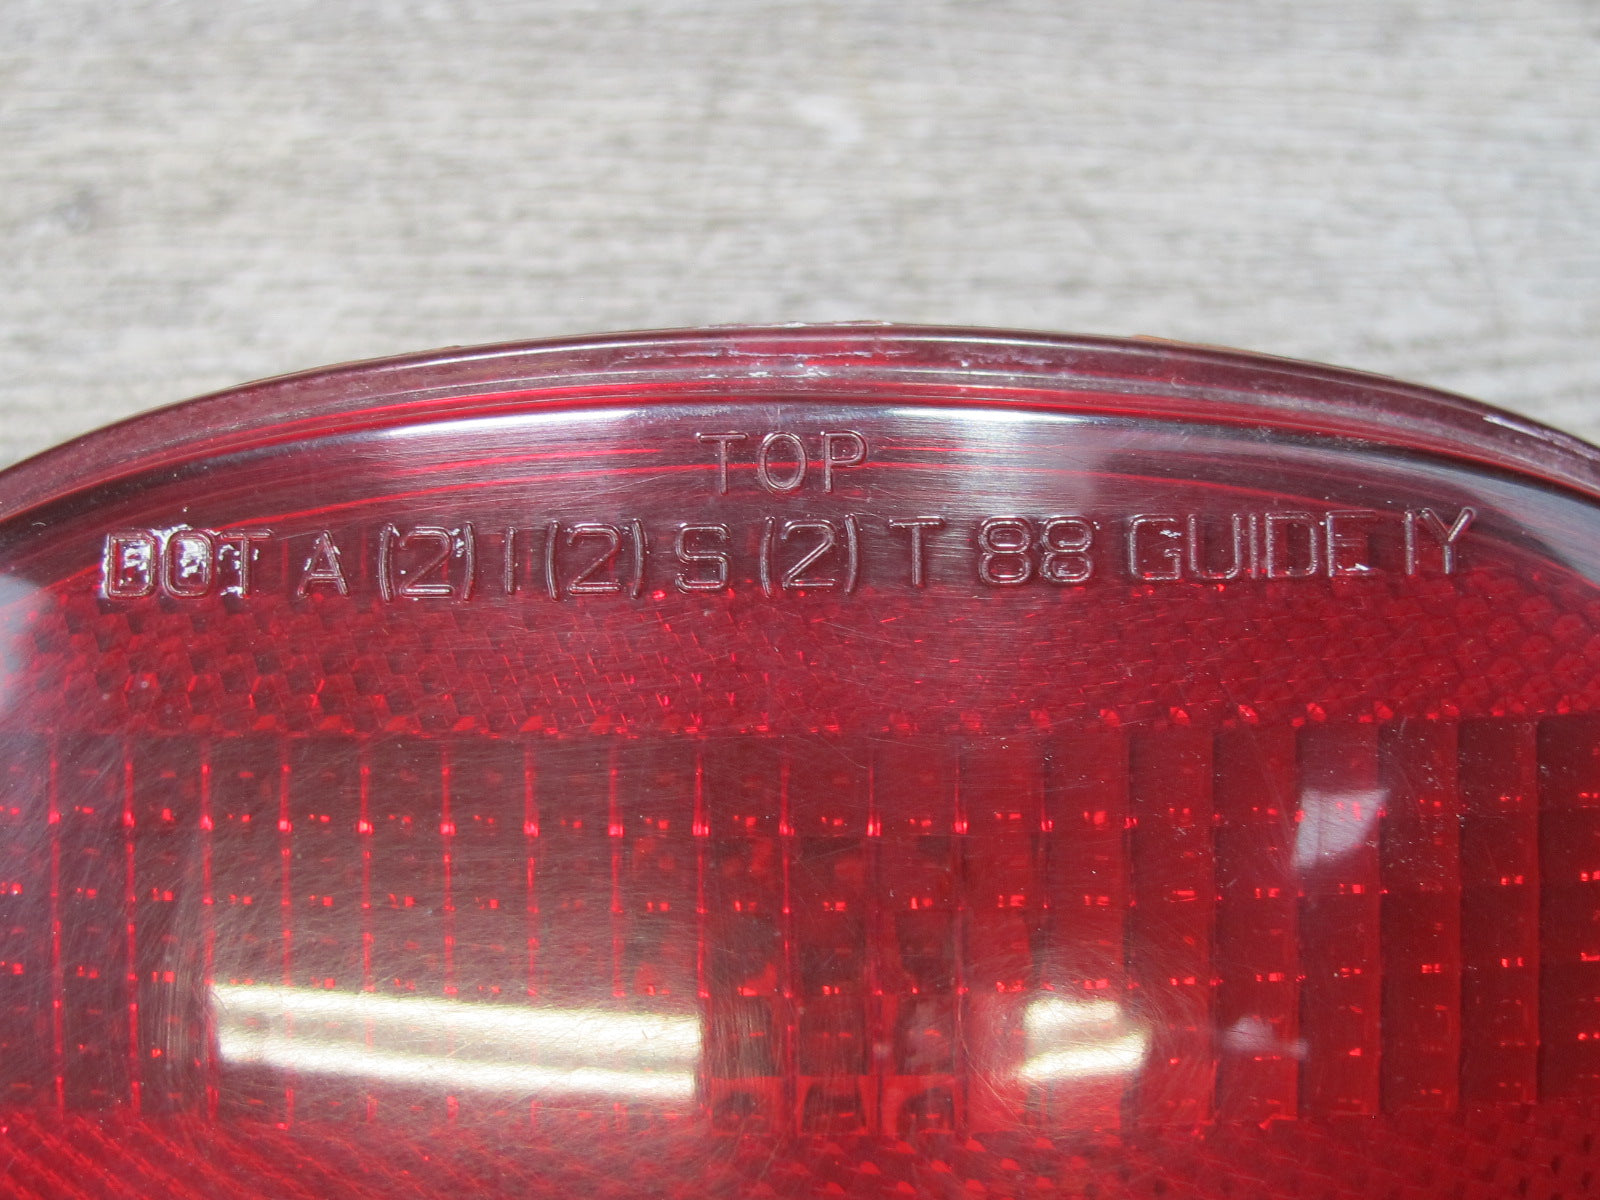 TOP
DOT A (2) I (2) S (2) T 88 GUIDE IY